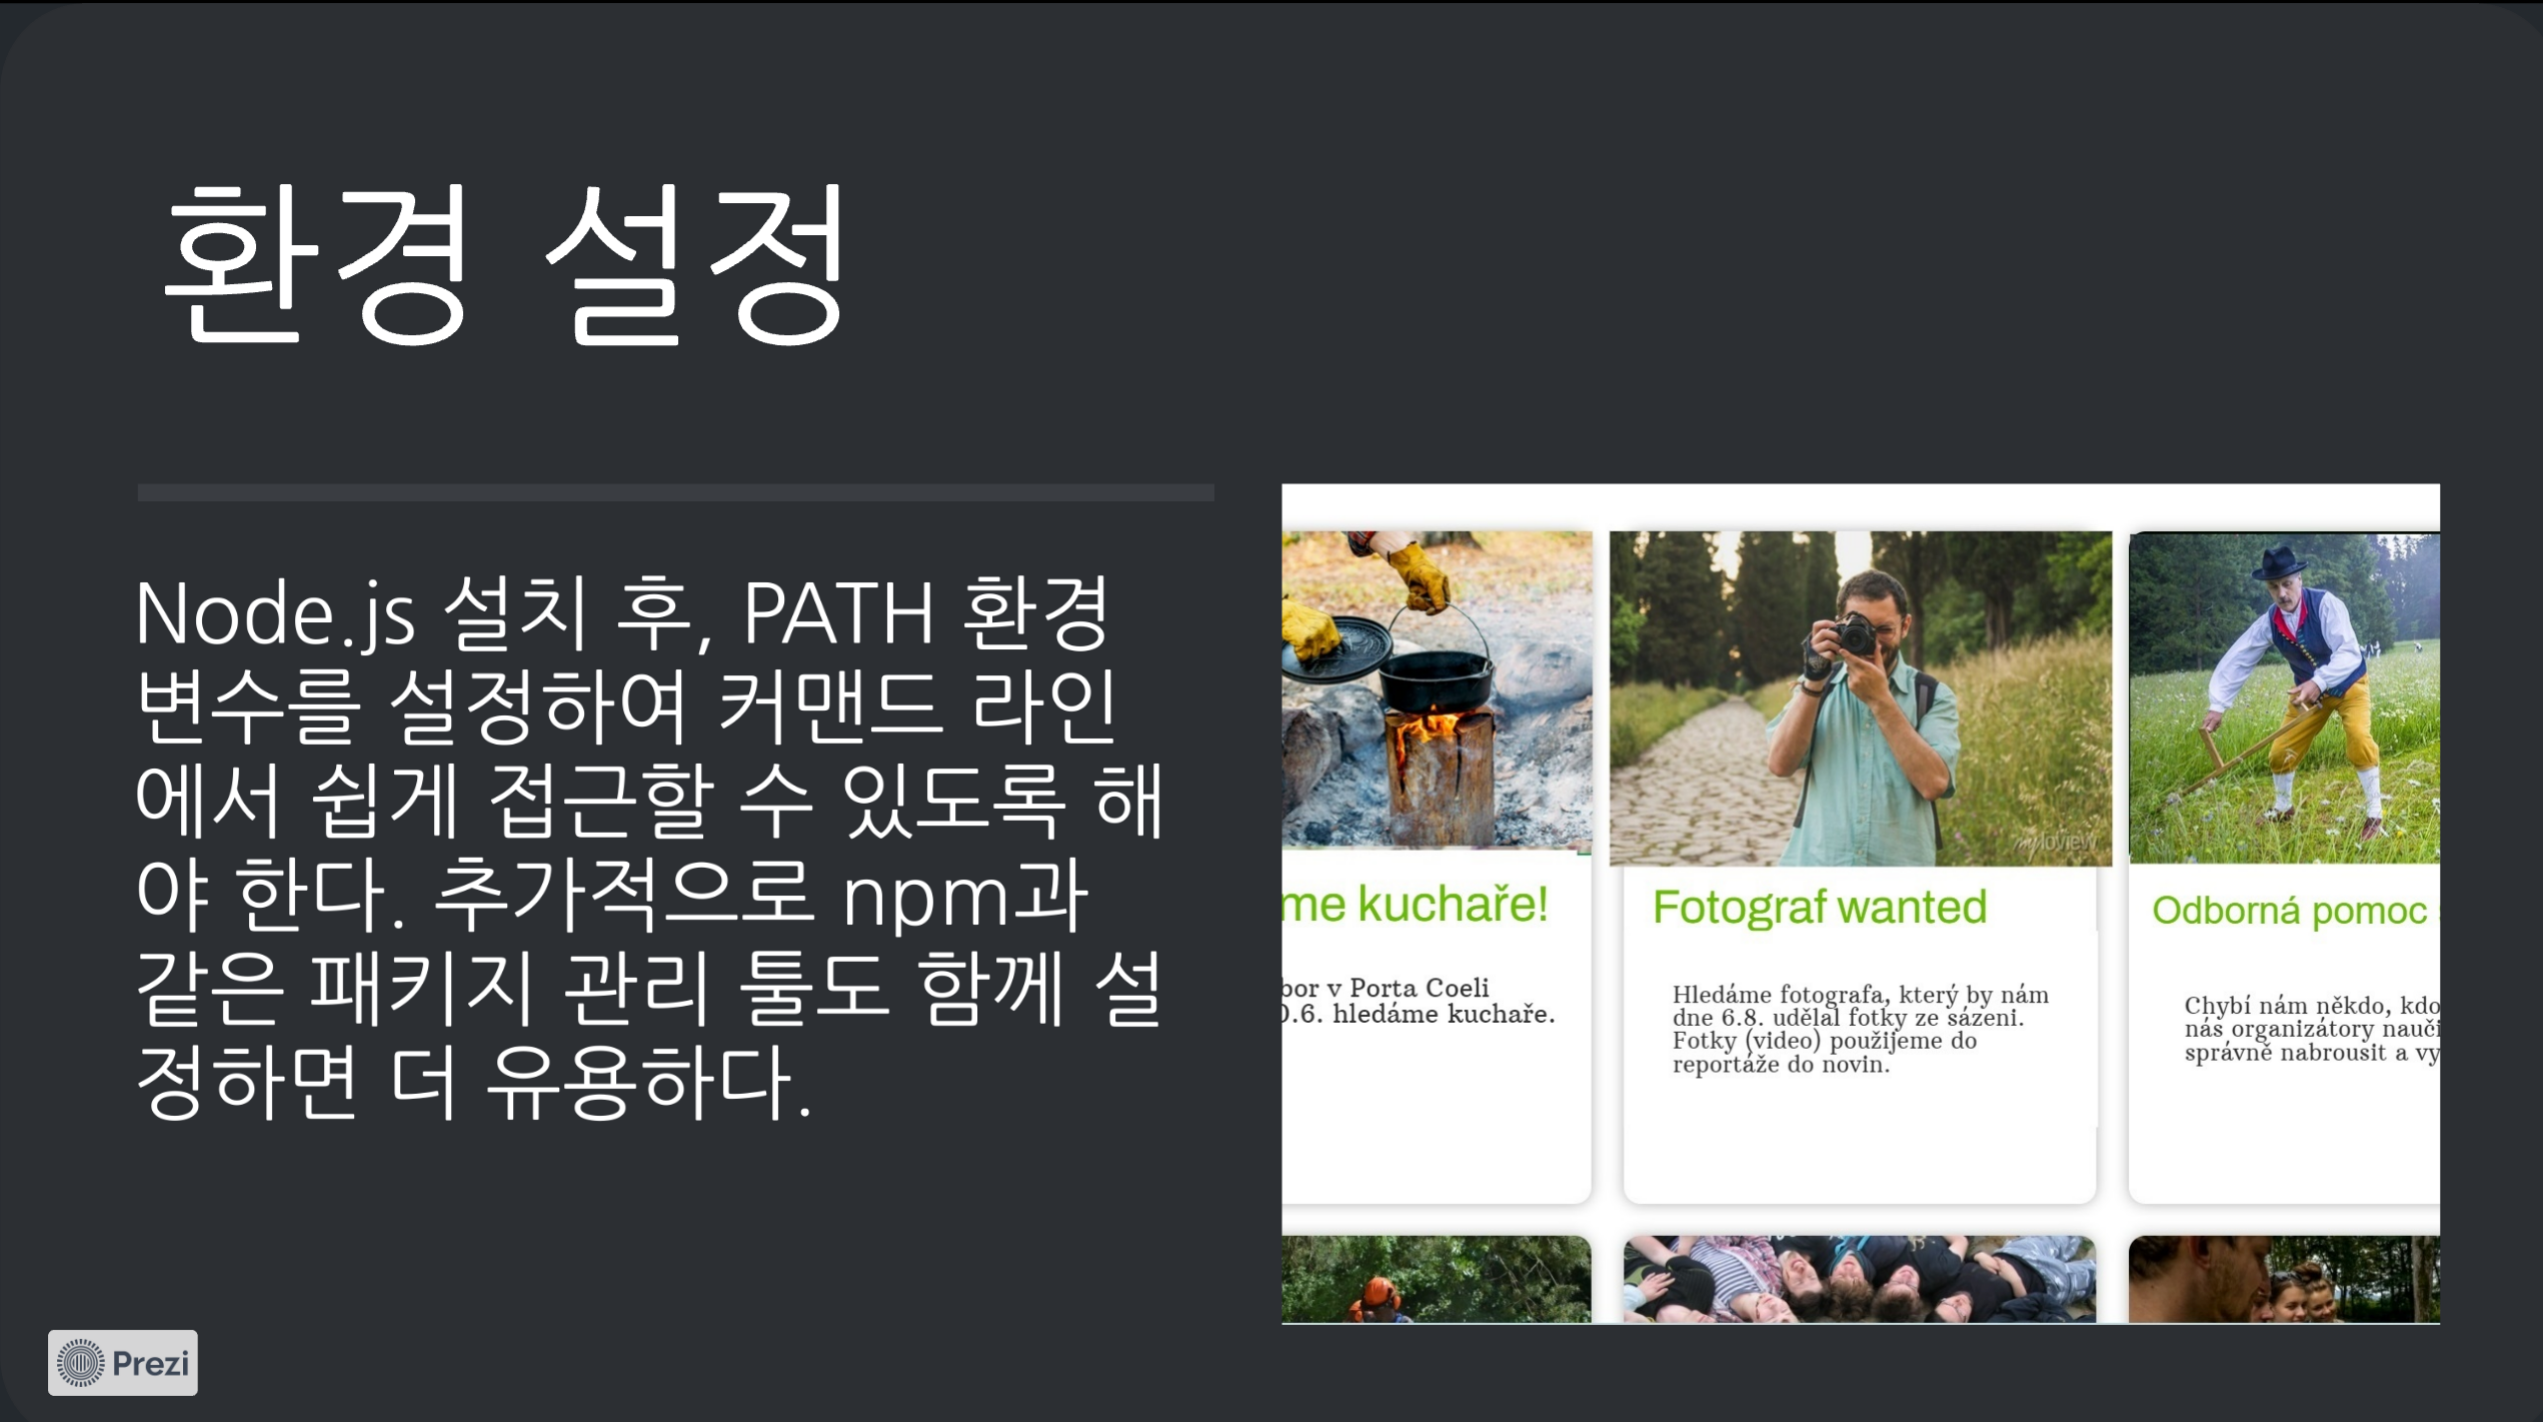 환경 설정
Node.js 설치 후, PATH 환경
변수를 설정하여 커맨드 라인
에서 쉽게 접근할 수 있도록 해
야 한다. 추가적으로 npm과
같은 패키지 관리 툴도 함께 설
정하면 더 유용하다.
me kuchaře!
bor v Porta Coeli
0.6. hledáme kuchaře.
myloview
Fotograf wanted
Hledáme fotografa, který by nám
dne 6.8. udělal fotky ze sázeni.
Fotky (video) použijeme do
reportáže do novin.
Odborná pomoc
Chybí nám někdo, kdo
nás organizátory nauči
správně nabrousit a vy
Prezi